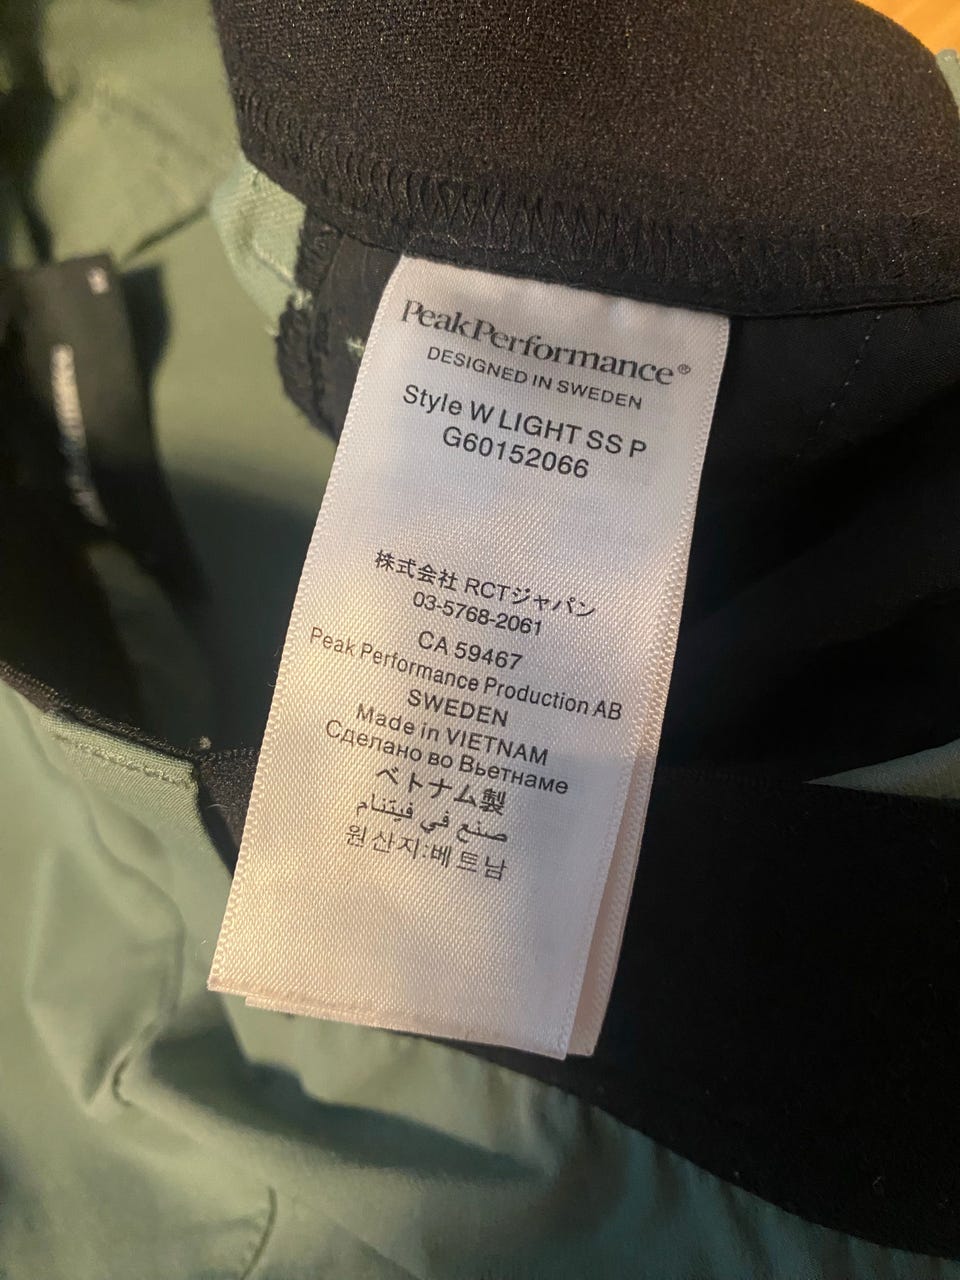 PeakPerformance®
DESIGNED IN SWEDEN
Style W LIGHT SS P
G60152066
株式会社 RCTジャパン
03-5768-2061
CA 59467
Peak Performance Production AB
SWEDEN
Made in VIETNAM
Сделано во Вьетнаме
ベトナム製
صنع في فيتنام
원산지:베트남